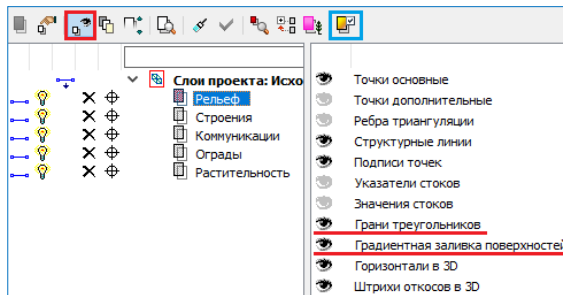 Слои проекта: Исхо
Рельеф
Строения
Коммуникации
Ограды
Растительность
Точки основные
Точки дополнительные
Ребра триангуляции
Структурные линии
Подписи точек
Указатели стоков
Значения стоков
Грани треугольников
Градиентная заливка поверхностей
Горизонтали в 3D
Штрихи откосов в 3D